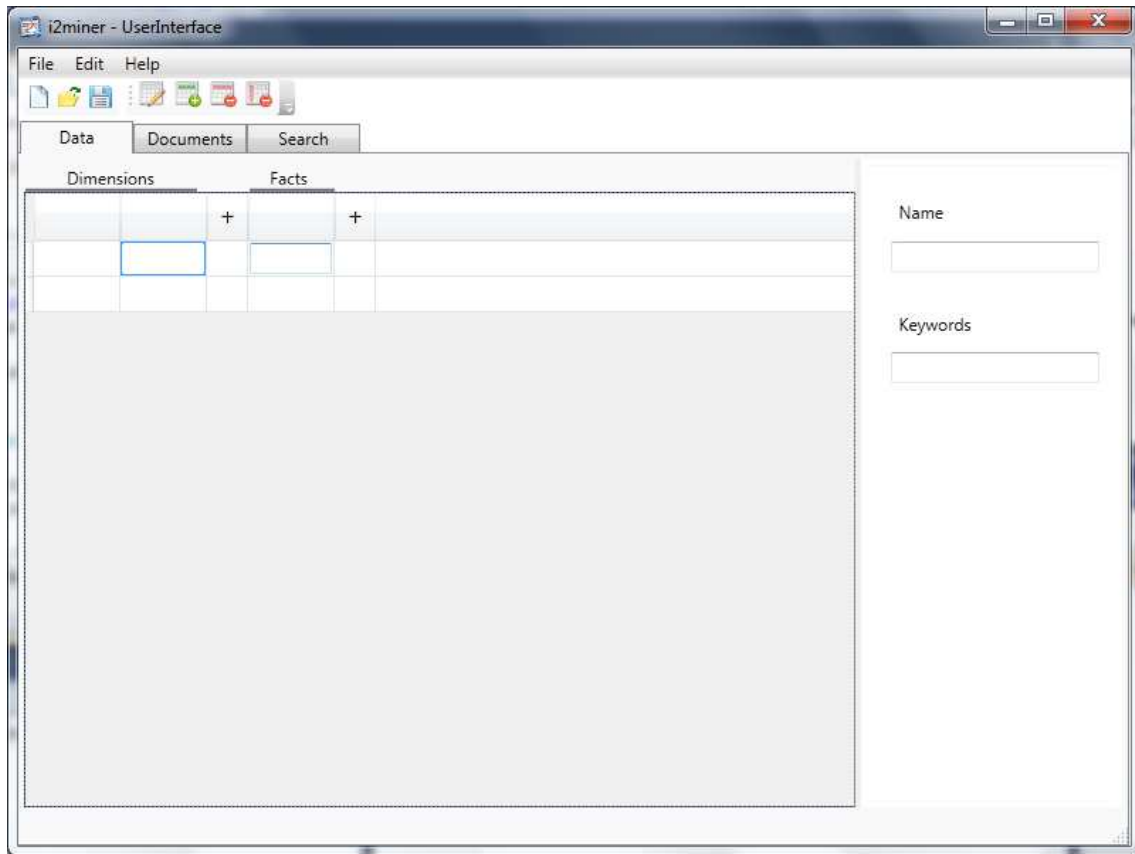 i2miner - UserInterface
File Edit Help
Data Documents Search
Dimensions Facts
+ +
Name
Keywords